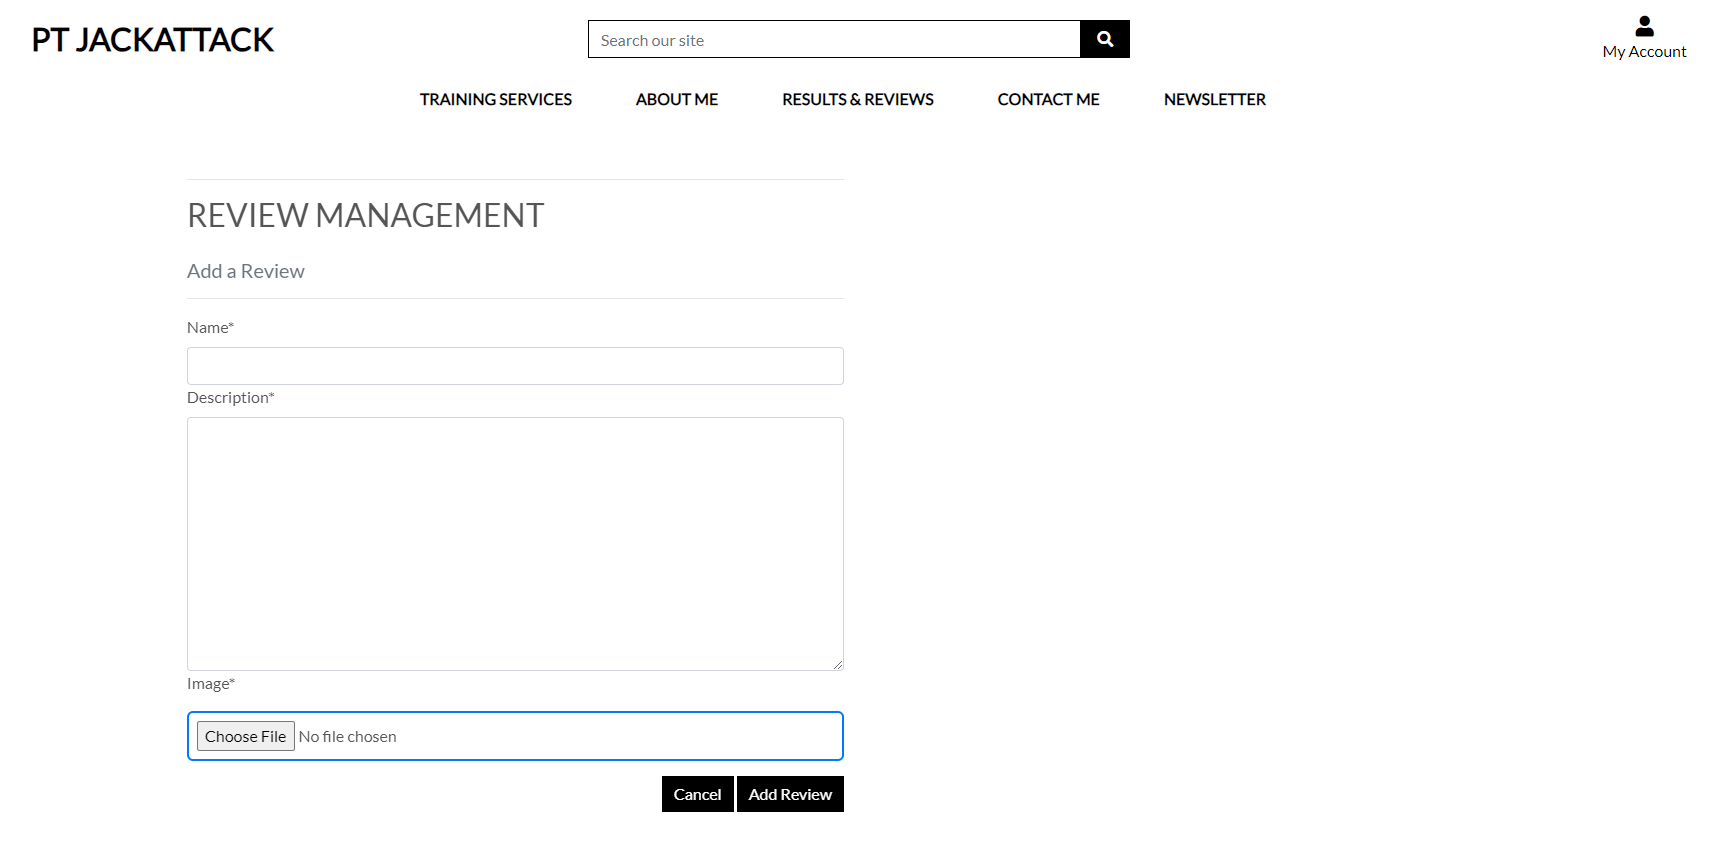 PT JACKATTACK
Search our site
My Account
TRAINING SERVICES ABOUT ME RESULTS & REVIEWS CONTACT ME NEWSLETTER
REVIEW MANAGEMENT
Add a Review
Name*
Description*
Image*
Choose File No file chosen
Cancel Add Review